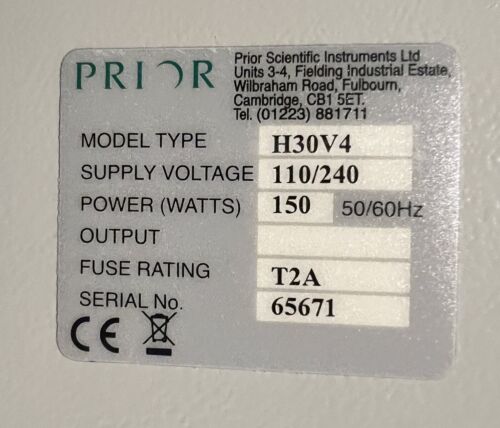 PRIOR
Prior Scientific Instruments Ltd
Units 3-4, Fielding Industrial Estate,
Wilbraham Road, Fulbourn,
Cambridge, CB1 5ET.
Tel. (01223) 881711
MODEL TYPE H30V4
SUPPLY VOLTAGE 110/240
POWER (WATTS) 150 50/60Hz
OUTPUT
FUSE RATING T2A
SERIAL No. 65671
CE